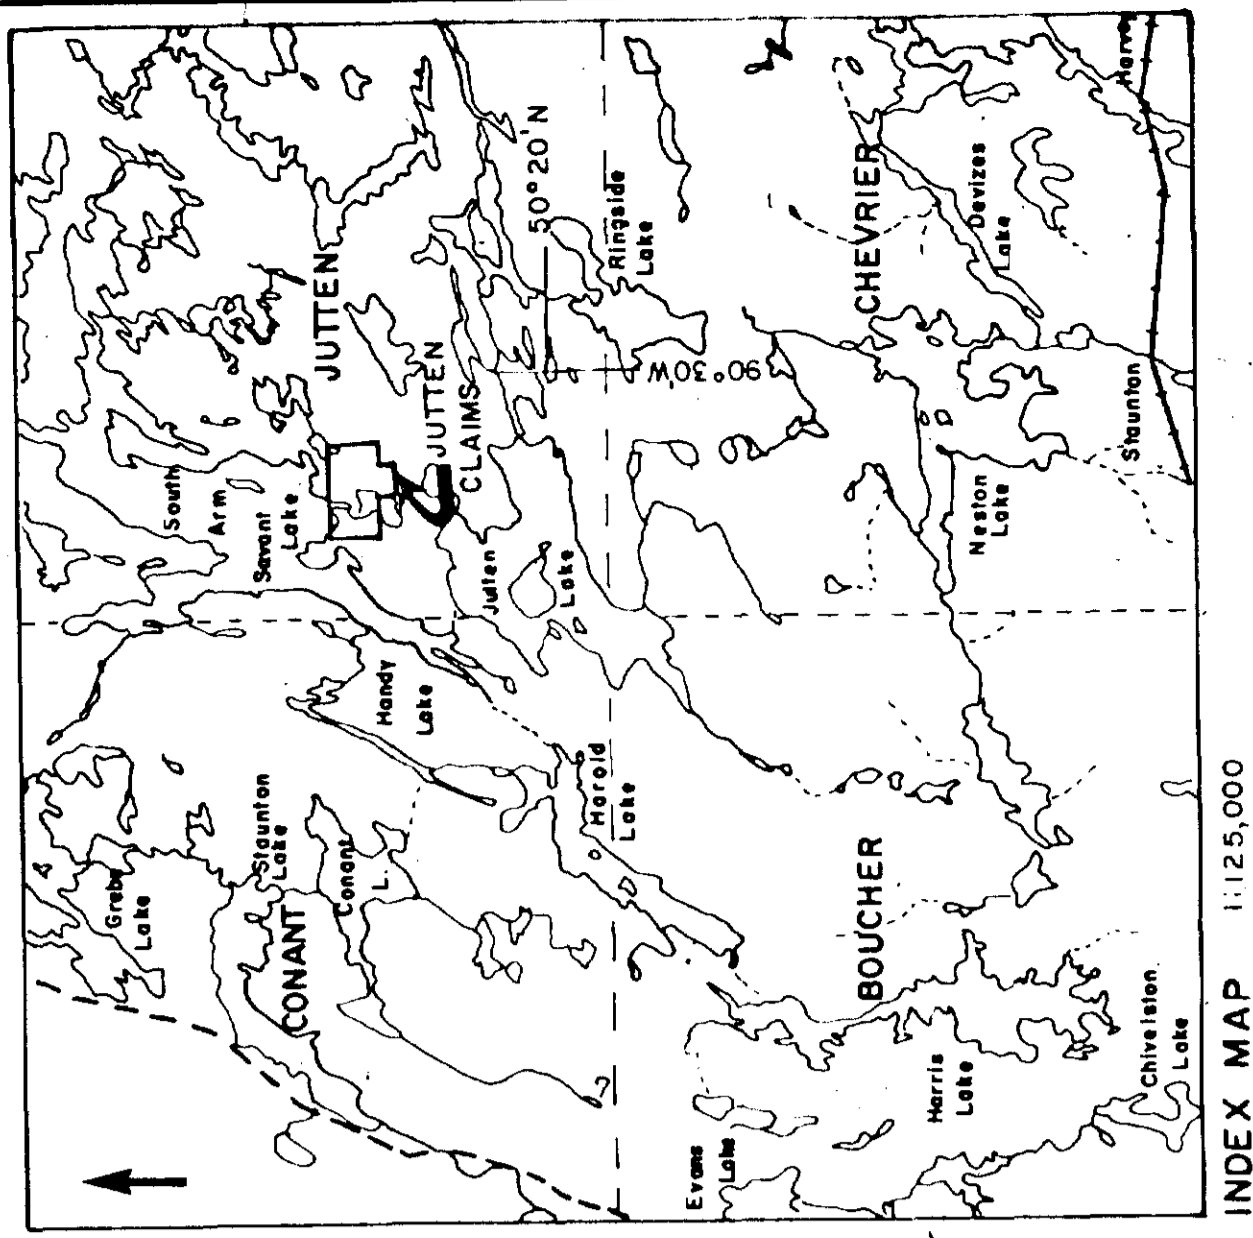 Grebe
Lake
CONANT
Staunton
Lake
Conant
L.
Handy
Lake
Harold
Lake
South
Arm
Savant
Lake
JUTTEN
JUTTEN
CLAIMS
Jutten
Lake
50°20'N
90°30'W
Ringside
Lake
Evans
Lake
BOUCHER
Harris
Lake
Chivelston
Lake
CHEVRIER
Devizes
Lake
Neston
Lake
Staunton
Harvey
INDEX MAP 1:125,000